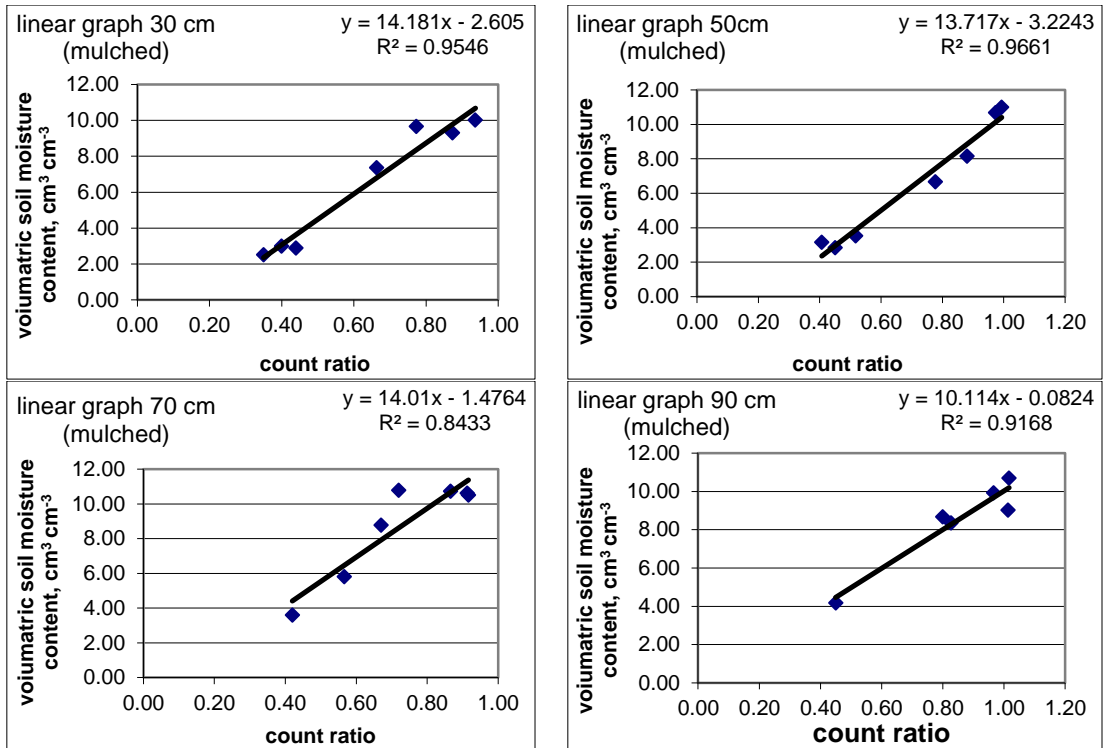 linear graph 30 cm
(mulched)
y = 14.181x - 2.605
R² = 0.9546
12.00
10.00
8.00
6.00
4.00
2.00
0.00
0.00 0.20 0.40 0.60 0.80 1.00
voiumatric soil moisture
content, cm³ cm⁻³
count ratio
linear graph 50cm
(mulched)
y = 13.717x - 3.2243
R² = 0.9661
12.00
10.00
8.00
6.00
4.00
2.00
0.00
0.00 0.20 0.40 0.60 0.80 1.00 1.20
voiumatric soil moisture
content, cm³ cm⁻³
count ratio
linear graph 70 cm
(mulched)
y = 14.01x - 1.4764
R² = 0.8433
12.00
10.00
8.00
6.00
4.00
2.00
0.00
0.00 0.20 0.40 0.60 0.80 1.00
voiumatric soil moisture
content, cm³ cm⁻³
count ratio
linear graph 90 cm
(mulched)
y = 10.114x - 0.0824
R² = 0.9168
12.00
10.00
8.00
6.00
4.00
2.00
0.00
0.00 0.20 0.40 0.60 0.80 1.00 1.20
voiumatric soil moisture
content, cm³ cm⁻³
count ratio